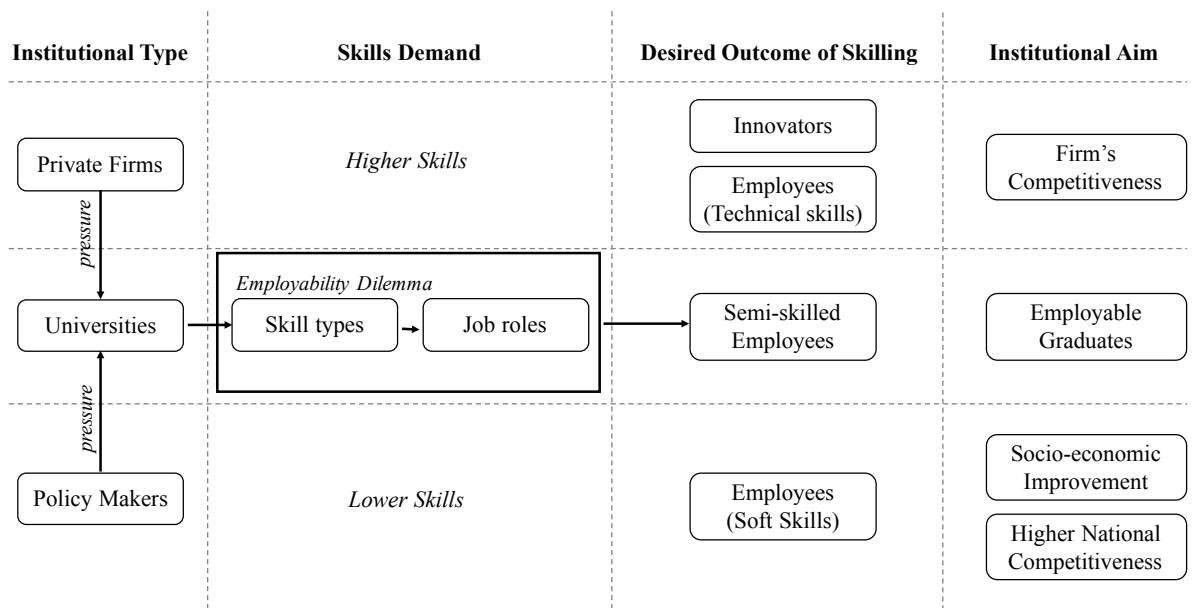 Institutional Type
Skills Demand
Desired Outcome of Skilling
Institutional Aim
Private Firms
Higher Skills
Innovators
Employees
(Technical skills)
Firm's
Competitiveness
pressure
Universities
Employability Dilemma
Skill types
Job roles
Semi-skilled
Employees
Employable
Graduates
pressure
Policy Makers
Lower Skills
Employees
(Soft Skills)
Socio-economic
Improvement
Higher National
Competitiveness